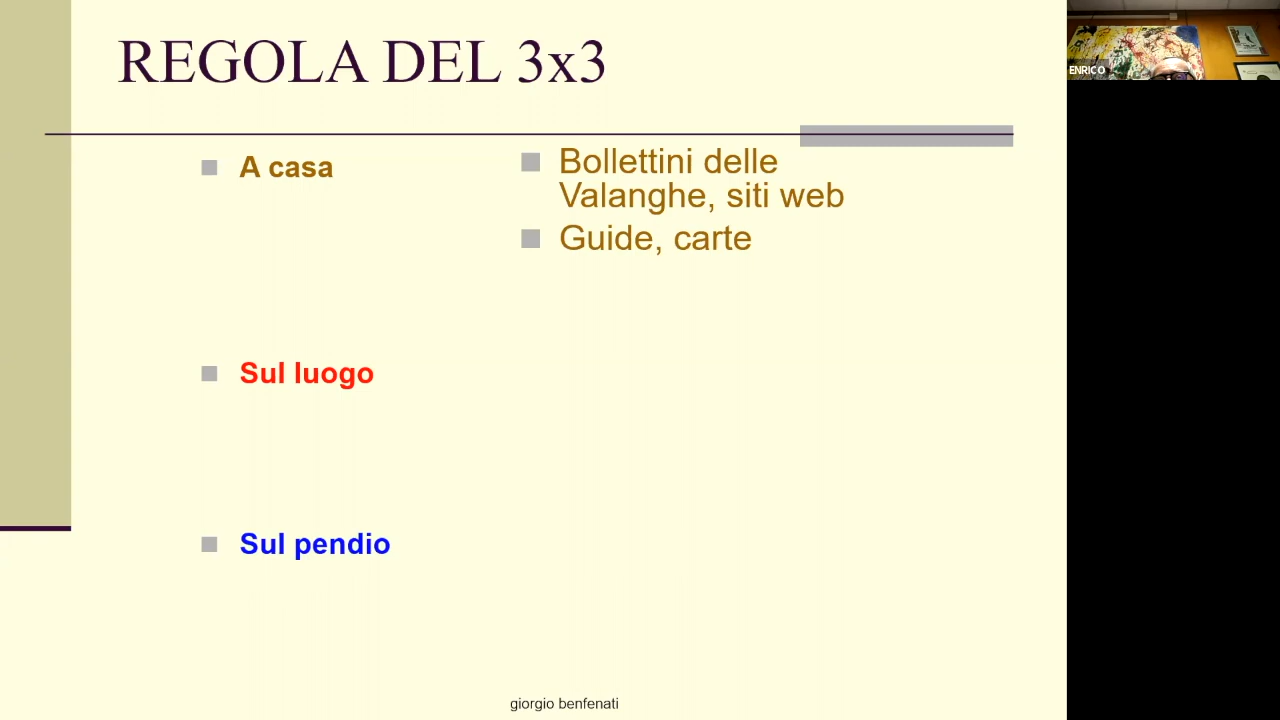 REGOLA DEL 3x3
A casa
Bollettini delle
Valanghe, siti web
Guide, carte
Sul luogo
Sul pendio
giorgio benfenati
ENRICO